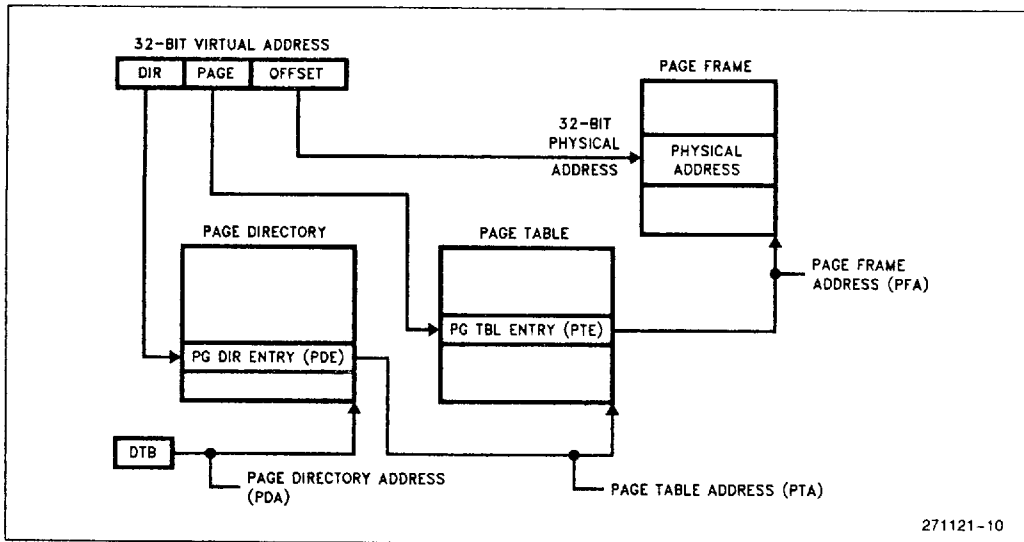 32-BIT VIRTUAL ADDRESS
DIR PAGE OFFSET
PAGE FRAME
32-BIT
PHYSICAL
ADDRESS
PHYSICAL
ADDRESS
PAGE DIRECTORY
PAGE TABLE
PAGE FRAME
ADDRESS (PFA)
PG TBL ENTRY (PTE)
PG DIR ENTRY (PDE)
DTB
PAGE DIRECTORY ADDRESS
(PDA)
PAGE TABLE ADDRESS (PTA)
271121-10